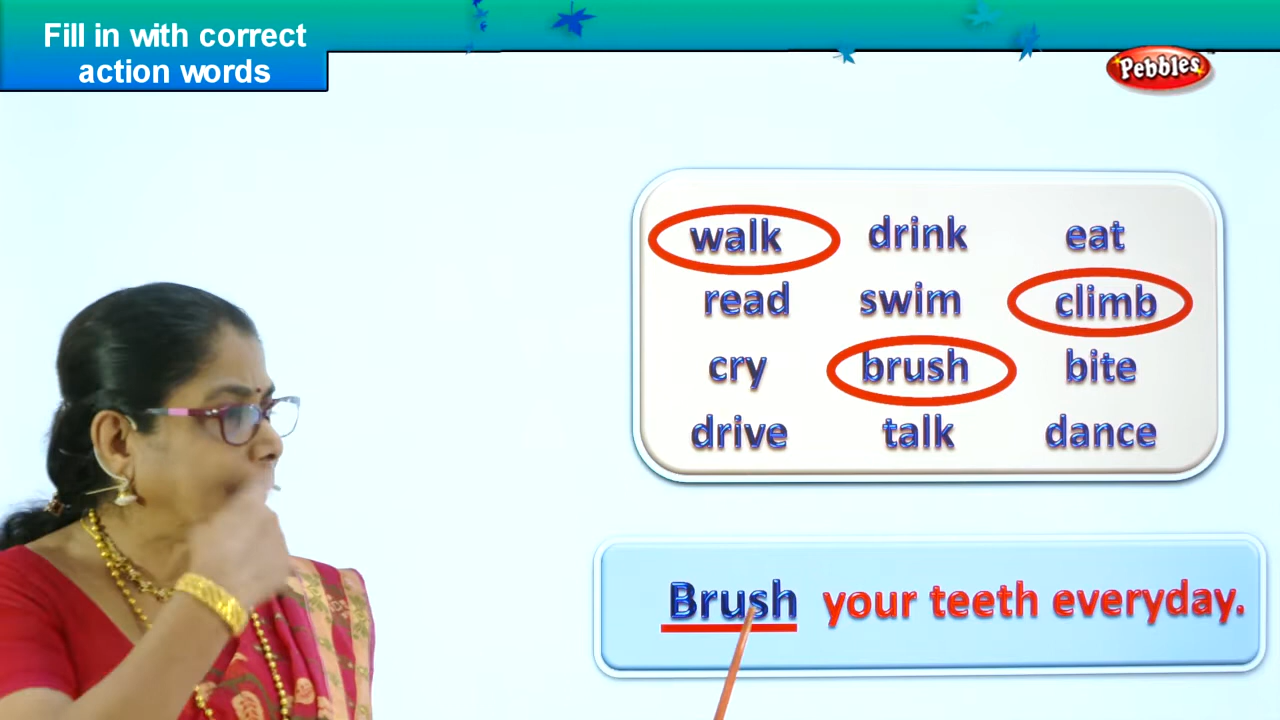 Fill in with correct
action words
Pebbles
walk drink eat
read swim climb
cry brush bite
drive talk dance
Brush your teeth everyday.